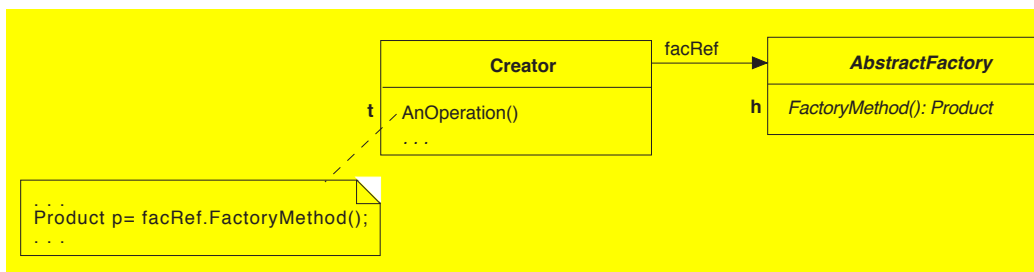 facRef
Creator
AbstractFactory
t
AnOperation()
. . .
h
FactoryMethod(): Product
. . .
Product p= facRef.FactoryMethod();
. . .